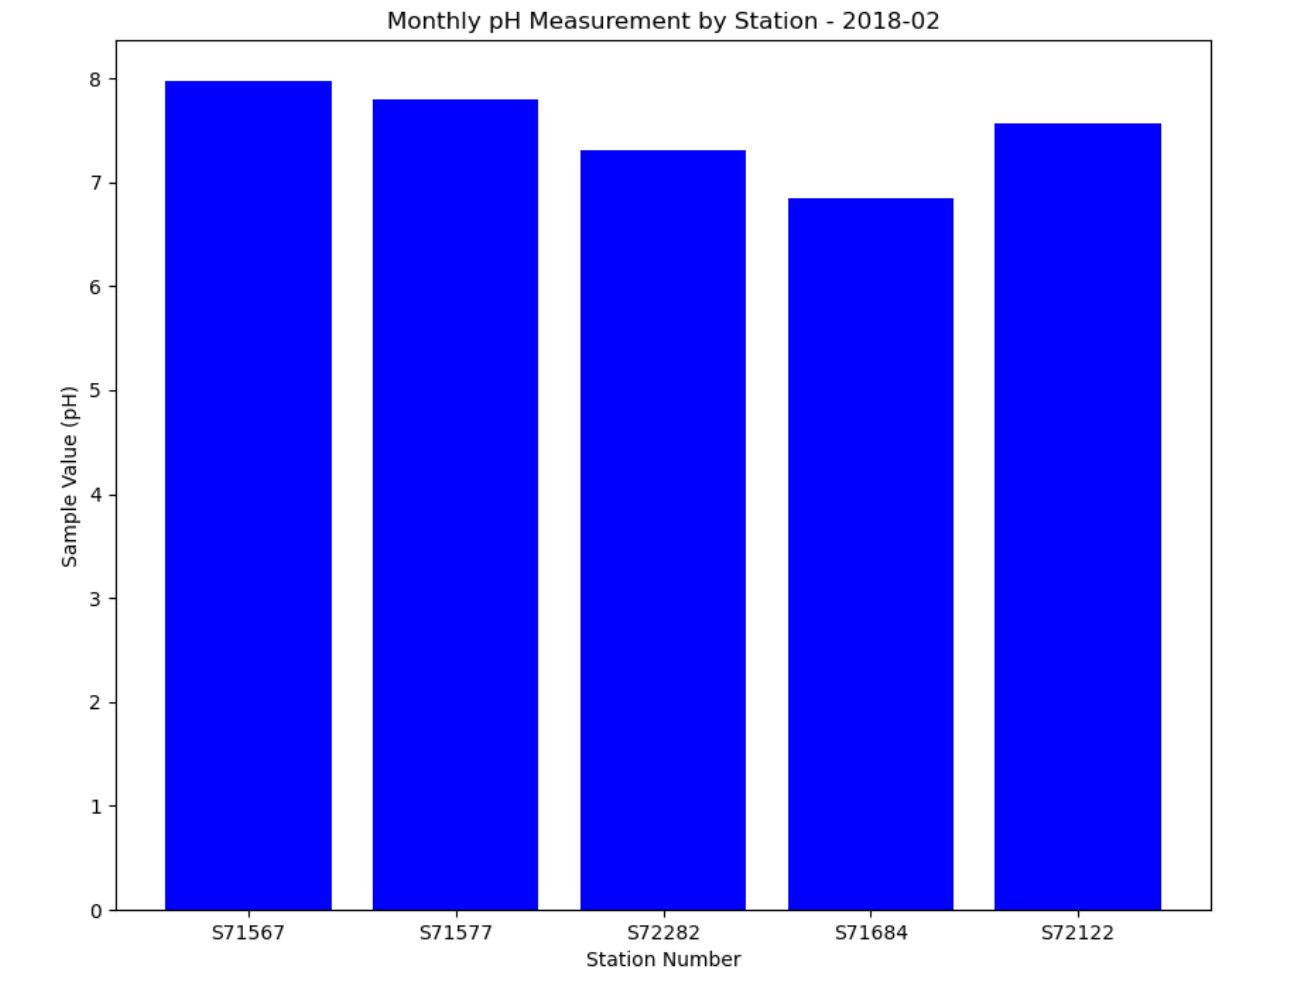 Monthly pH Measurement by Station - 2018-02
Sample Value (pH)
8
7
6
5
4
3
2
1
0
S71567 S71577 S72282 S71684 S72122
Station Number